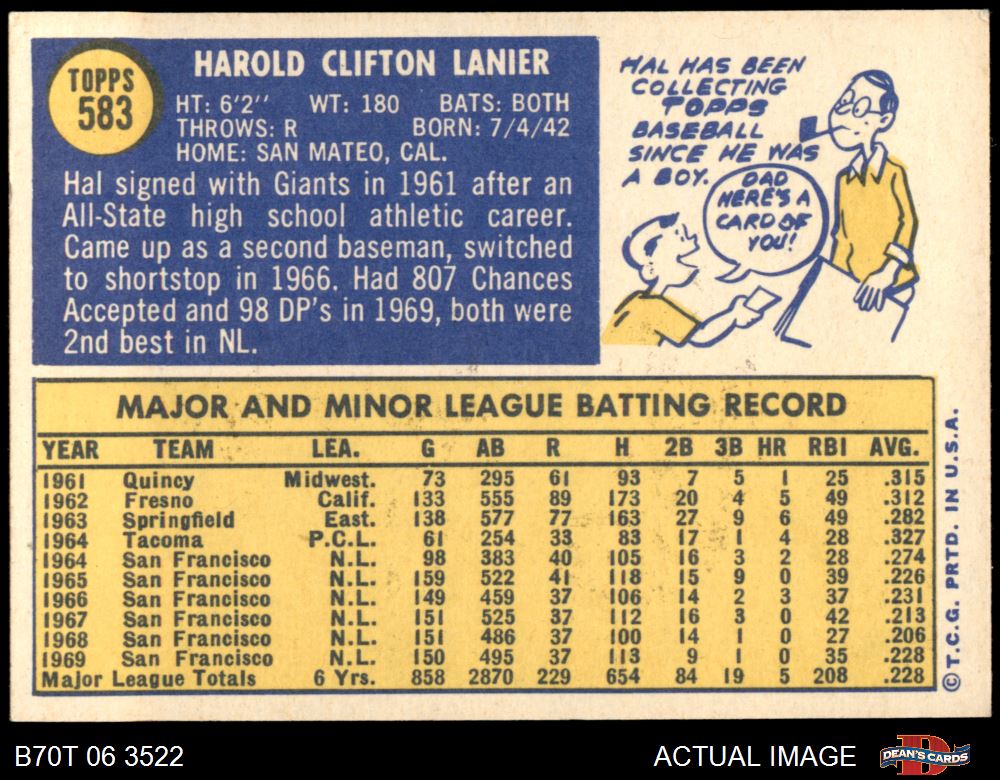 TOPPS
583
HAROLD CLIFTON LANIER
HT: 6'2" WT: 180 BATS: BOTH
THROWS: R BORN: 7/4/42
HOME: SAN MATEO, CAL.
Hal signed with Giants in 1961 after an
All-State high school athletic career.
Came up as a second baseman, switched
to shortstop in 1966. Had 807 Chances
Accepted and 98 DP's in 1969, both were
2nd best in NL.
HAL HAS BEEN
COLLECTING
TOPPS
BASEBALL
SINCE HE WAS
A BOY.
DAD
HERE'S A
CARD OF
YOU!
MAJOR AND MINOR LEAGUE BATTING RECORD
YEAR TEAM LEA. G AB R H 2B 3B HR RBI AVG.
1961 Quincy Midwest. 73 295 61 93 7 5 1 25 .315
1962 Fresno Calif. 133 555 89 173 20 4 5 49 .312
1963 Springfield East. 138 577 77 163 27 9 6 49 .282
1964 Tacoma P.C.L. 61 254 33 83 17 1 4 28 .327
1964 San Francisco N.L. 98 383 40 105 16 3 2 28 .274
1965 San Francisco N.L. 159 522 41 118 15 9 0 39 .226
1966 San Francisco N.L. 149 459 37 106 14 2 3 37 .231
1967 San Francisco N.L. 151 525 37 112 16 3 0 42 .213
1968 San Francisco N.L. 151 486 37 100 14 1 0 27 .206
1969 San Francisco N.L. 150 495 37 113 9 1 0 35 .228
Major League Totals 6 Yrs. 858 2870 229 654 84 19 5 208 .228
©T.C.G. PRTD. IN U.S.A.
B70T 06 3522
ACTUAL IMAGE
DEAN'S CARDS